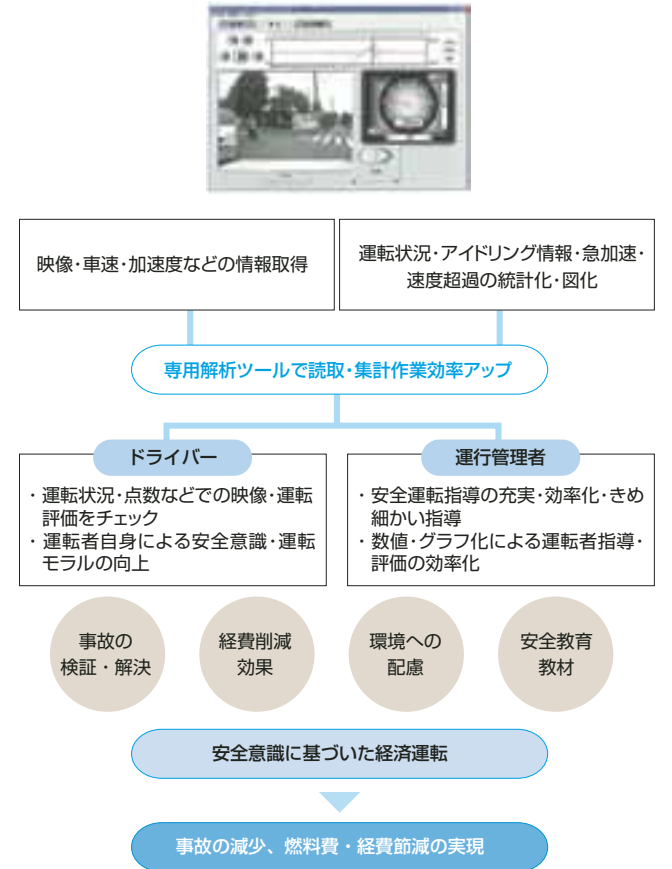 映像・車速・加速度などの情報取得
運転状況・アイドリング情報・急加速・
速度超過の統計化・図化
専用解析ツールで読取・集計作業効率アップ
ドライバー
・運転状況・点数などでの映像・運転
評価をチェック
・運転者自身による安全意識・運転
モラルの向上
運行管理者
・安全運転指導の充実・効率化・きめ
細かい指導
・数値・グラフ化による運転者指導・
評価の効率化
事故の
検証・解決
経費削減
効果
環境への
配慮
安全教育
教材
安全意識に基づいた経済運転
事故の減少、燃料費・経費節減の実現